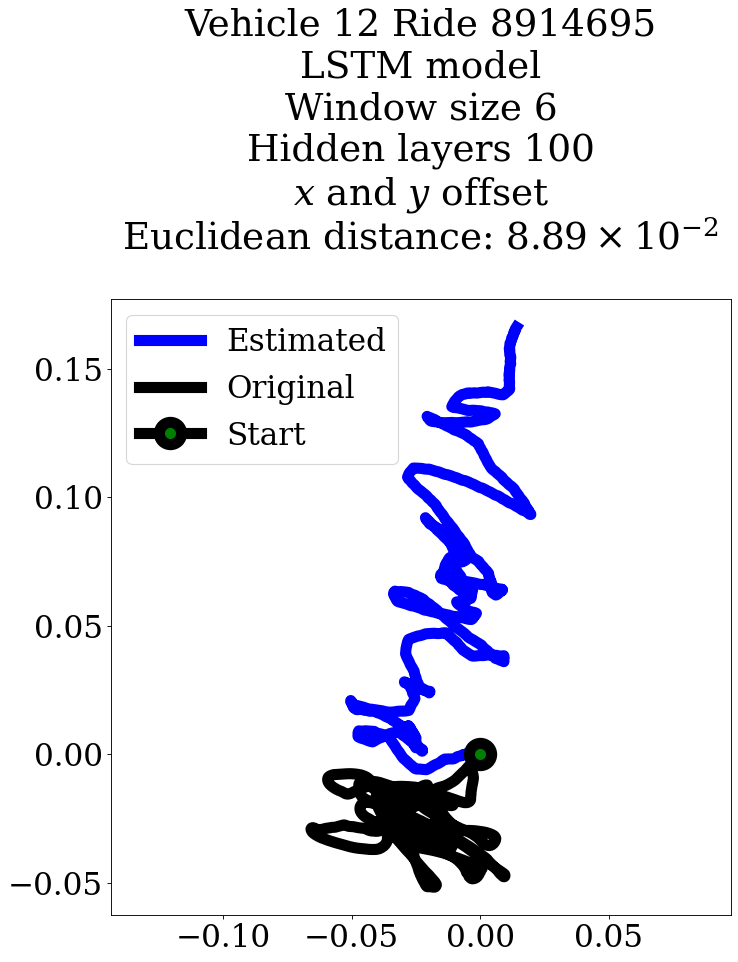 Vehicle 12 Ride 8914695
LSTM model
Window size 6
Hidden layers 100
x and y offset
Euclidean distance: 8.89 × 10⁻²
Estimated
Original
Start
0.15
0.10
0.05
0.00
−0.05
−0.10 −0.05 0.00 0.05